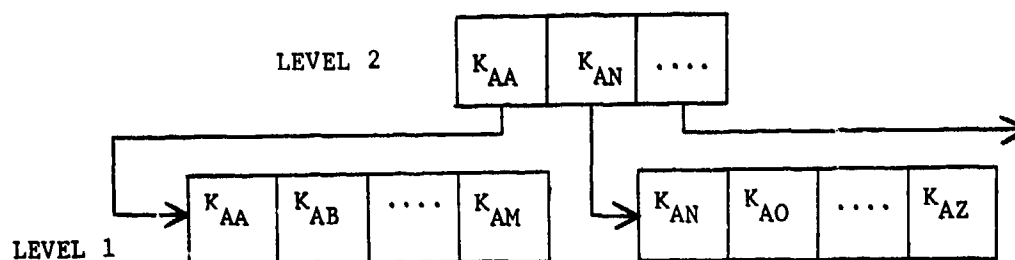 LEVEL 2 K_AA K_AN ....
K_AA K_AB .... K_AM K_AN K_AO .... K_AZ
LEVEL 1